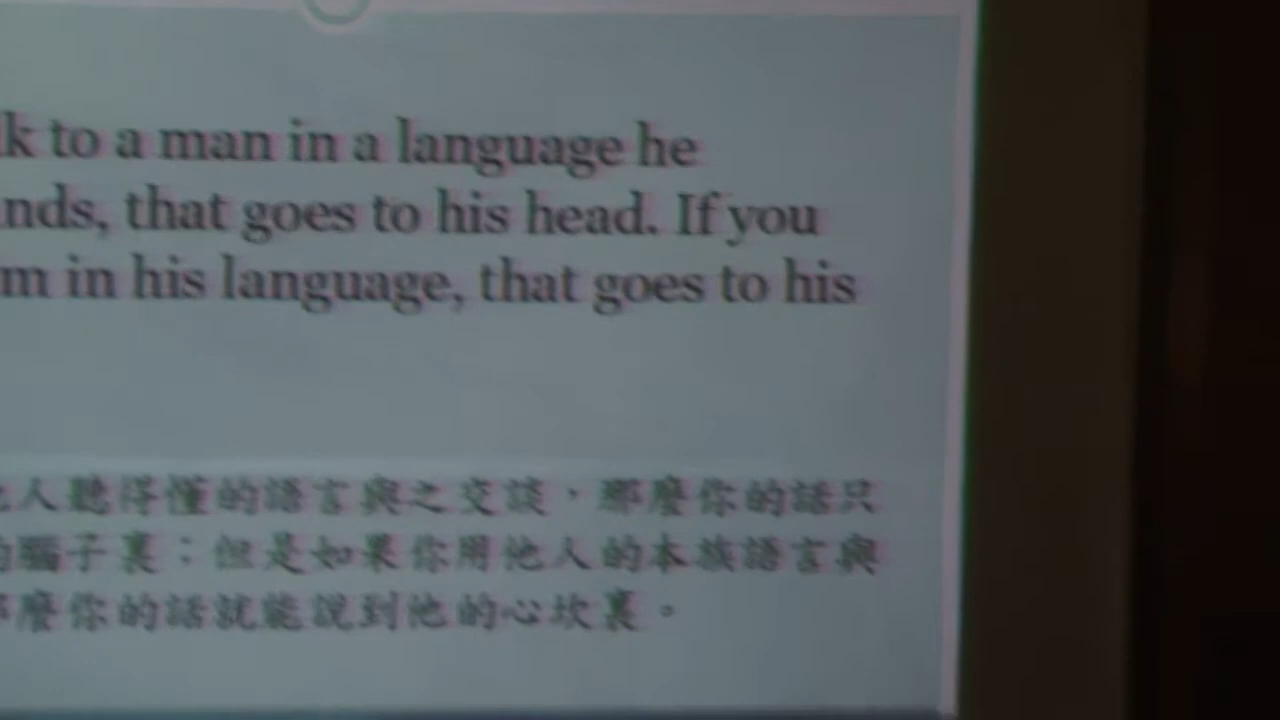 k to a man in a language he
nds, that goes to his head. If you
m in his language, that goes to his
人聽得懂的語言與之交談，那麼你的話只
腦子裏；但是如果你用他人的本族語言與
麼你的話就能說到他的心坎裏。